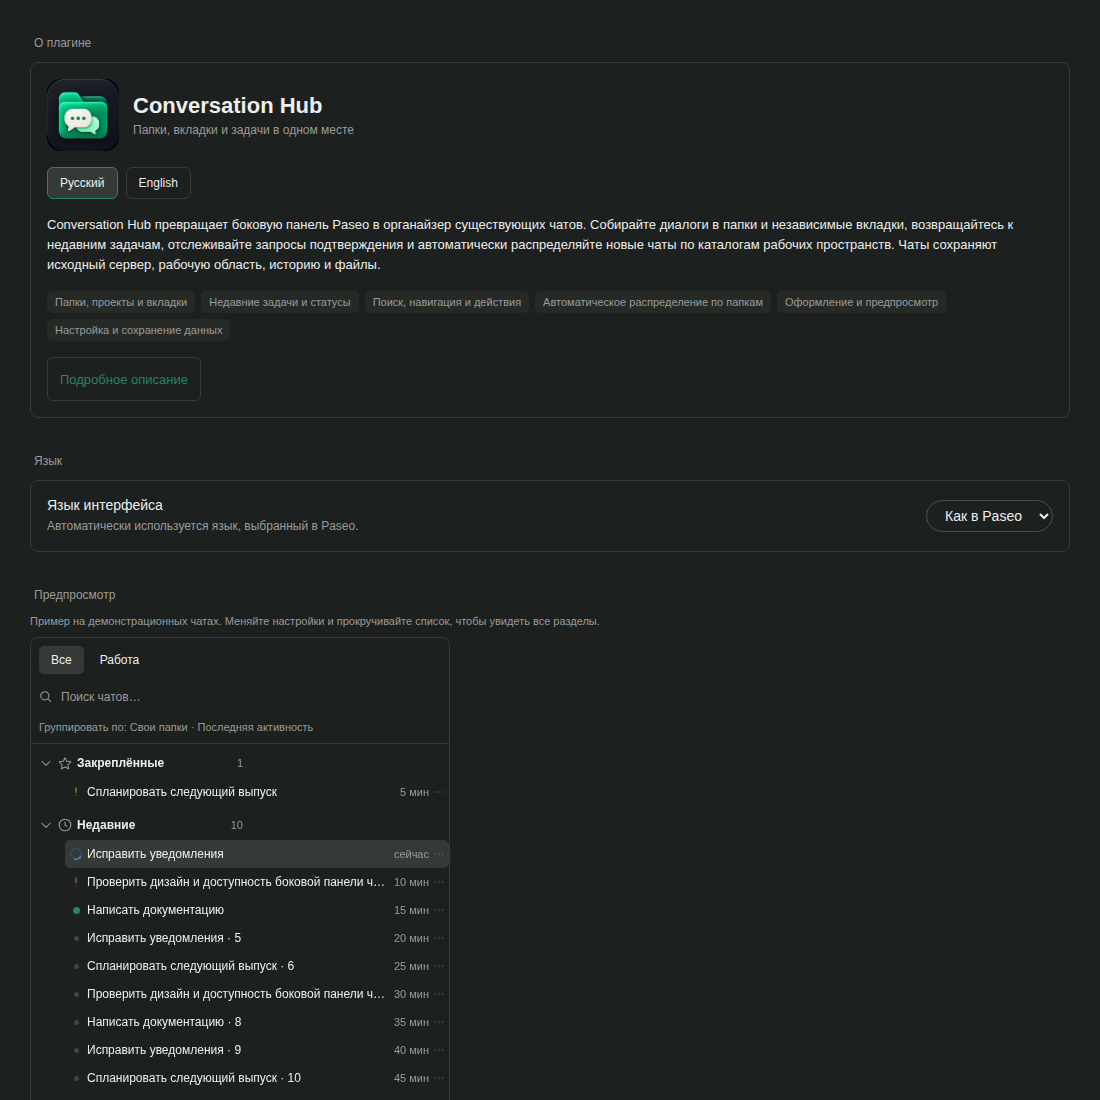 О плагине
Conversation Hub
Папки, вкладки и задачи в одном месте
Русский
English
Conversation Hub превращает боковую панель Paseo в органайзер существующих чатов. Собирайте диалоги в папки и независимые вкладки, возвращайтесь к
недавним задачам, отслеживайте запросы подтверждения и автоматически распределяйте новые чаты по каталогам рабочих пространств. Чаты сохраняют
исходный сервер, рабочую область, историю и файлы.
Папки, проекты и вкладки
Недавние задачи и статусы
Поиск, навигация и действия
Автоматическое распределение по папкам
Оформление и предпросмотр
Настройка и сохранение данных
Подробное описание
Язык
Язык интерфейса
Как в Paseo
Автоматически используется язык, выбранный в Paseo.
Предпросмотр
Пример на демонстрационных чатах. Меняйте настройки и прокручивайте список, чтобы увидеть все разделы.
Все
Работа
Поиск чатов…
Группировать по: Свои папки · Последняя активность
Закреплённые 1
! Спланировать следующий выпуск 5 мин ···
Недавние 10
Исправить уведомления сейчас ···
! Проверить дизайн и доступность боковой панели ч… 10 мин ···
Написать документацию 15 мин ···
Исправить уведомления · 5 20 мин ···
Спланировать следующий выпуск · 6 25 мин ···
Проверить дизайн и доступность боковой панели ч… 30 мин ···
Написать документацию · 8 35 мин ···
Исправить уведомления · 9 40 мин ···
Спланировать следующий выпуск · 10 45 мин ···